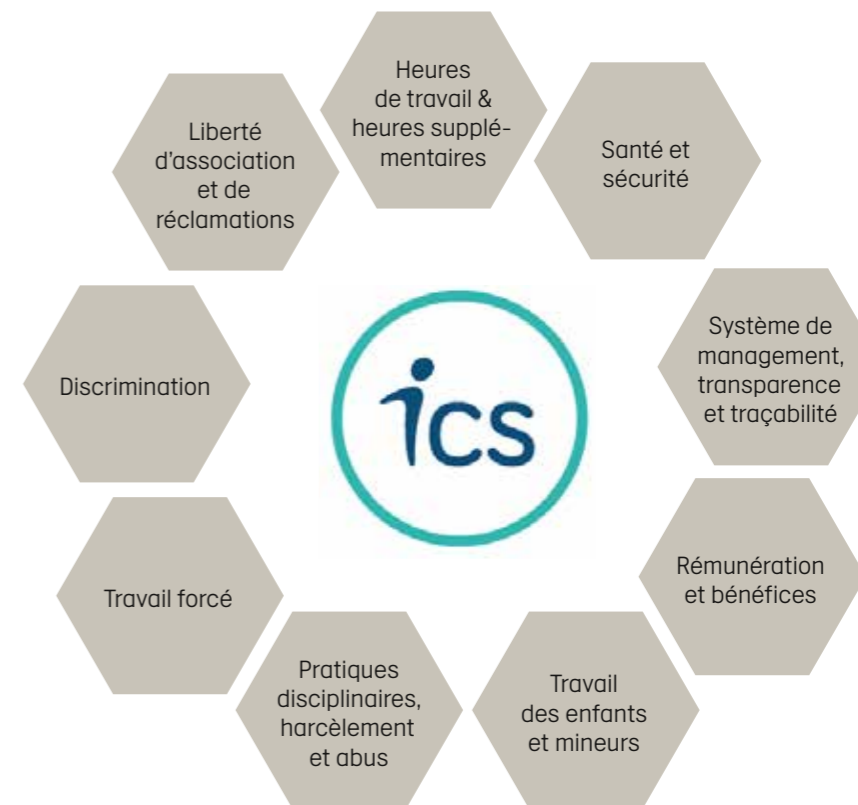 Heures
de travail &
heures supplé-
mentaires
Liberté
d'association
et de
réclamations
Santé et
sécurité
Système de
management,
transparence
et traçabilité
Discrimination
ics
Rémunération
et bénéfices
Travail forcé
Pratiques
disciplinaires,
harcèlement
et abus
Travail
des enfants
et mineurs